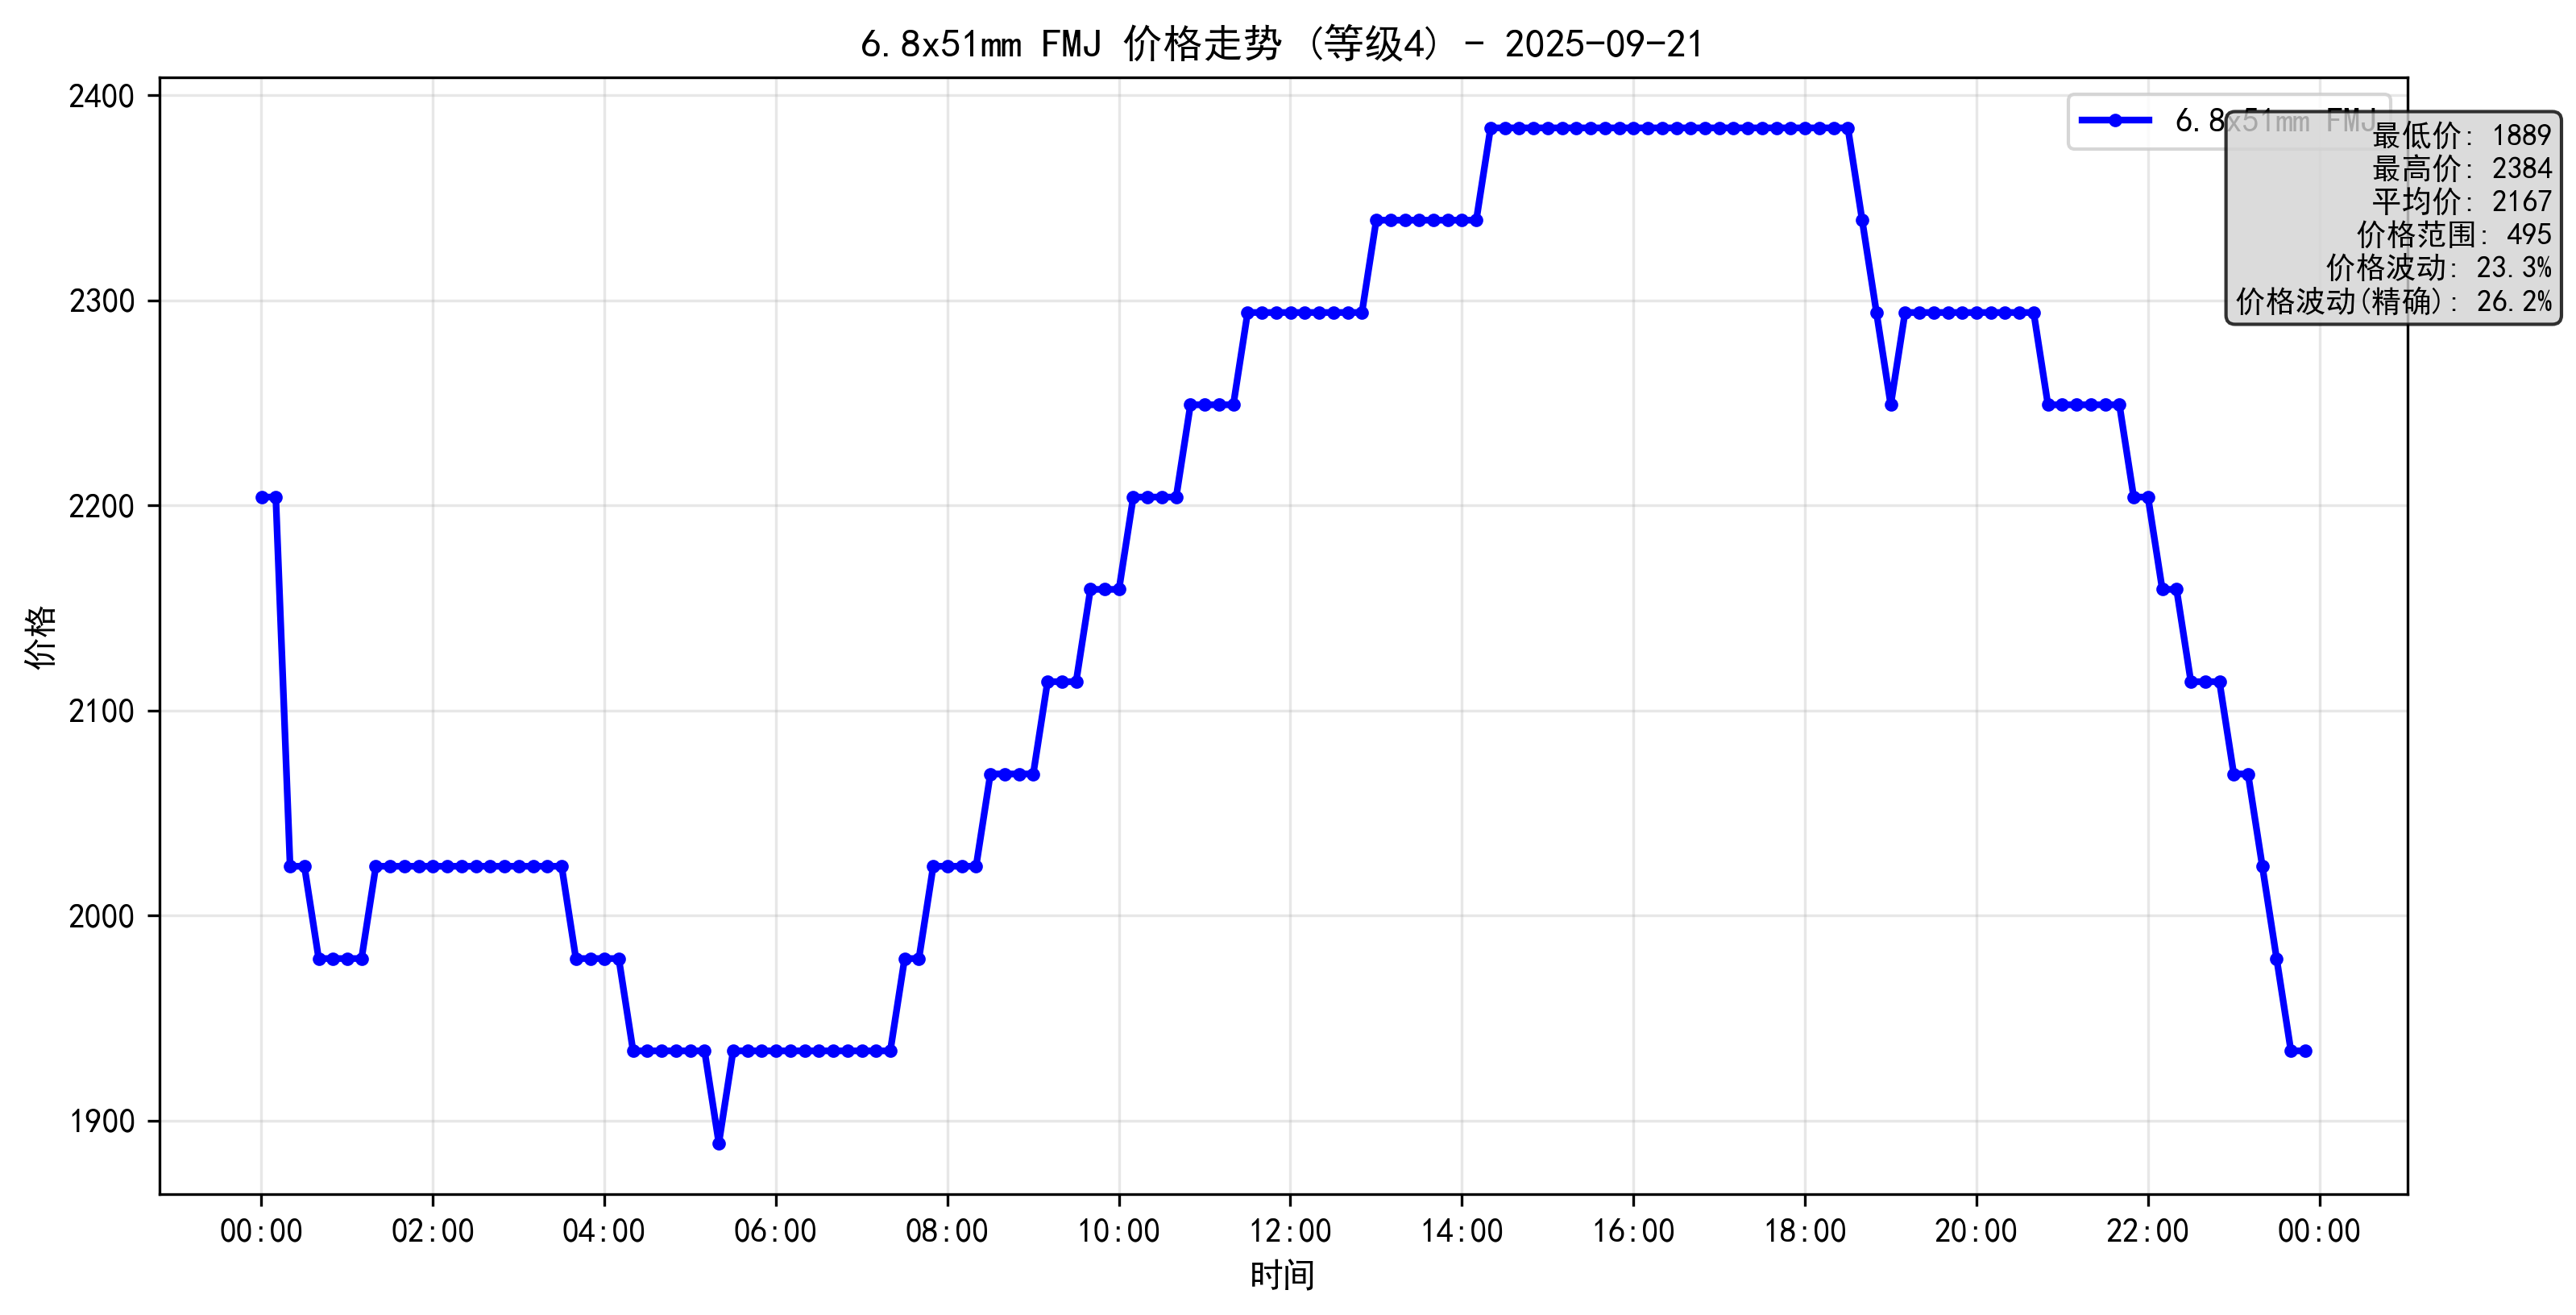 6.8x51mm FMJ 价格走势 (等级4) - 2025-09-21
2400
2300
2200
2100
2000
1900
价格
6.8x51mm FMJ
最低价: 1889
最高价: 2384
平均价: 2167
价格范围: 495
价格波动: 23.3%
价格波动(精确): 26.2%
00:00 02:00 04:00 06:00 08:00 10:00 12:00 14:00 16:00 18:00 20:00 22:00 00:00
时间